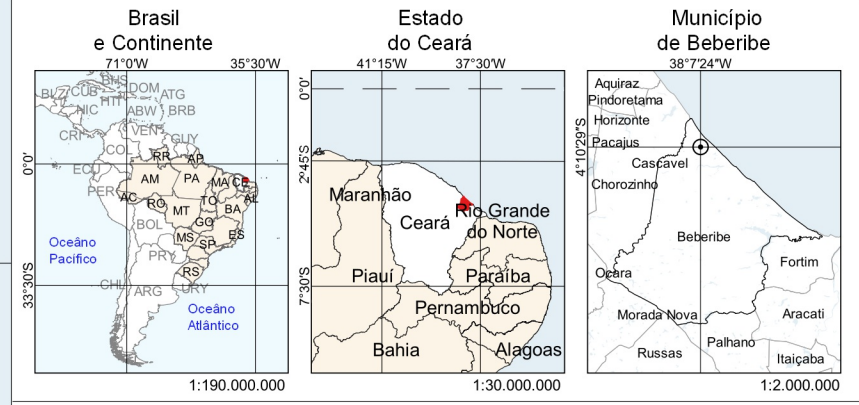 Brasil
e Continente
71°0'W
35°30'W
0°0'
33°30'S
BHS
BLZ
CUB
HTI
DOM
ATG
NIC
ABW
BRB
CRI
VEN
GUY
COL
RR
AP
ECU
AM
PA
MA
CE
PER
AC
RO
TO
AL
MT
BA
BOL
GO
MS
ES
SP
PRY
RS
CHL
ARG
URY
Oceâno
Pacífico
Oceâno
Atlântico
1:190.000.000
Estado
do Ceará
41°15'W
37°30'W
0°0'
2°45'S
7°30'S
Maranhão
Ceará
Rio Grande
do Norte
Piauí
Paraíba
Pernambuco
Bahia
Alagoas
1:30.000.000
Município
de Beberibe
38°7'24"W
4°10'29"S
Aquiraz
Pindoretama
Horizonte
Pacajus
Cascavel
Chorozinho
Beberibe
Fortim
Ocara
Morada Nova
Aracati
Palhano
Russas
Itaiçaba
1:2.000.000